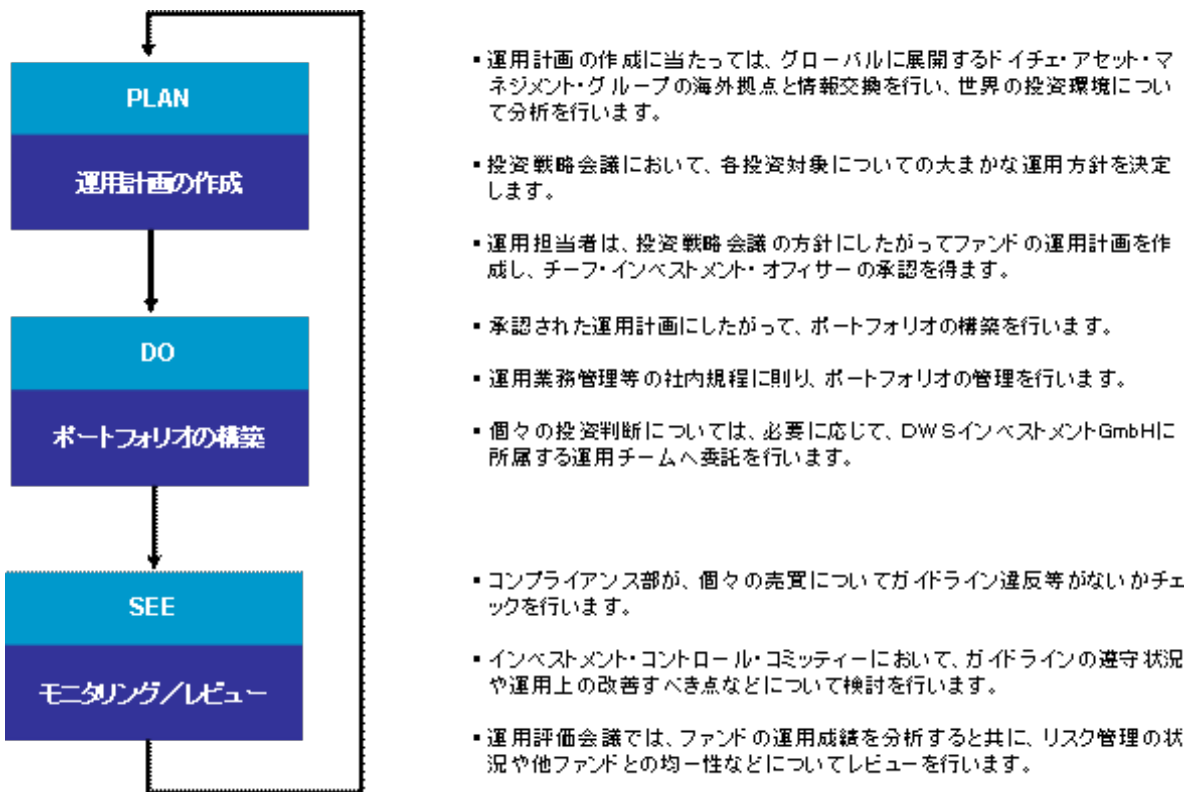 PLAN
運用計画の作成
▪運用計画の作成に当たっては、グローバルに展開するドイチェ・アセット・マ
ネジメント・グループの海外拠点と情報交換を行い、世界の投資環境につい
て分析を行います。
▪投資戦略会議において、各投資対象についての大まかな運用方針を決定
します。
▪運用担当者は、投資戦略会議の方針にしたがってファンドの運用計画を作
成し、チーフ・インベストメント・オフィサーの承認を得ます。
DO
ポートフォリオの構築
▪承認された運用計画にしたがって、ポートフォリオの構築を行います。
▪運用業務管理等の社内規程に則り、ポートフォリオの管理を行います。
▪個々の投資判断については、必要に応じて、DWSインベストメントGmbHに
所属する運用チームへ委託を行います。
SEE
モニタリング/レビュー
▪コンプライアンス部が、個々の売買についてガイドライン違反等がないかチェ
ックを行います。
▪インベストメント・コントロール・コミッティーにおいて、ガイドラインの遵守状況
や運用上の改善すべき点などについて検討を行います。
▪運用評価会議では、ファンドの運用成績を分析すると共に、リスク管理の状
況や他ファンドとの均一性などについてレビューを行います。